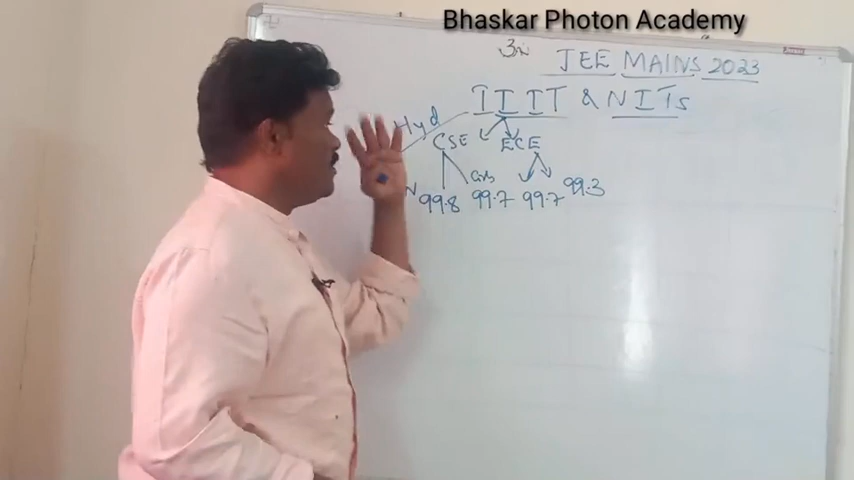 Bhaskar Photon Academy
JEE MAINS 2023
IIIT & NITs
Hyd
CSE ECE
Girls
99.8 99.7 99.7 99.3